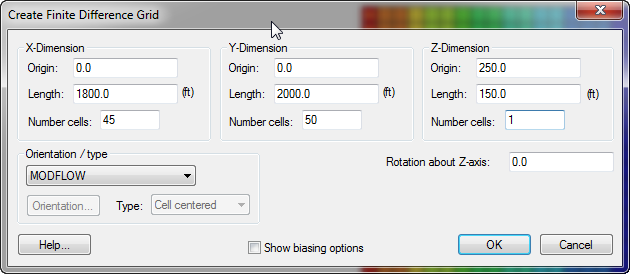 Create Finite Difference Grid
X-Dimension
Origin: 0.0
Length: 1800.0 (ft)
Number cells: 45
Y-Dimension
Origin: 0.0
Length: 2000.0 (ft)
Number cells: 50
Z-Dimension
Origin: 250.0
Length: 150.0 (ft)
Number cells: 1
Orientation / type
MODFLOW
Orientation... Type: Cell centered
Rotation about Z-axis: 0.0
Help... Show biasing options OK Cancel